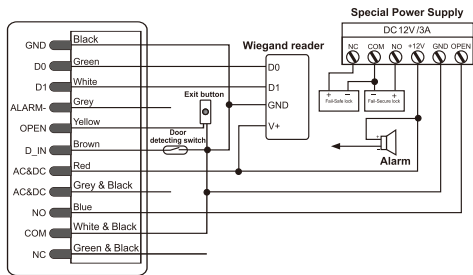 Special Power Supply
DC 12V /3A
NC COM NO +12V GND OPEN
GND Black
D0 Green
D1 White
ALARM- Grey
OPEN Yellow
D_IN Brown
AC&DC Red
AC&DC Grey & Black
NO Blue
COM White & Black
NC Green & Black
Exit button
Door
detecting switch
Wiegand reader
D0
D1
GND
V+
+ −
Fail-Safe lock
− +
Fail-Secure lock
+
-
Alarm